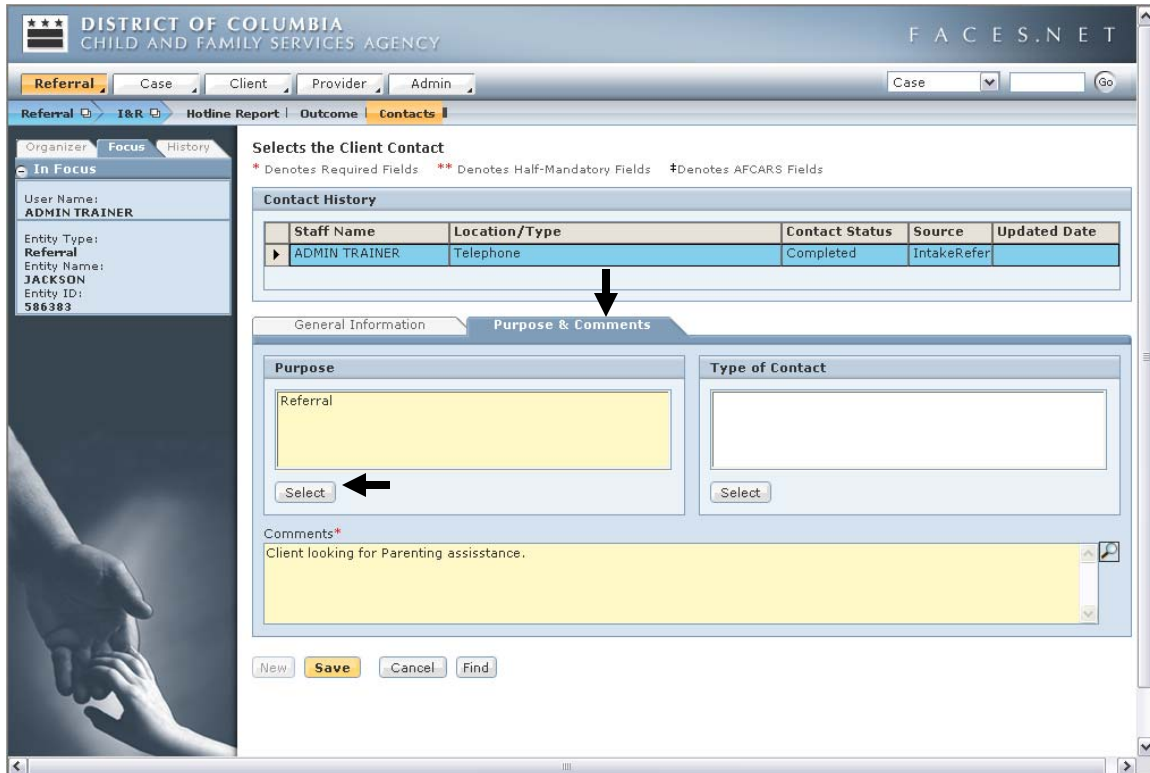 DISTRICT OF COLUMBIA
CHILD AND FAMILY SERVICES AGENCY
FACES.NET
Referral Case Client Provider Admin Case Go
Referral I&R Hotline Report | Outcome | Contacts
Organizer Focus History
In Focus
User Name:
ADMIN TRAINER
Entity Type:
Referral
Entity Name:
JACKSON
Entity ID:
586383
Selects the Client Contact
* Denotes Required Fields ** Denotes Half-Mandatory Fields ‡Denotes AFCARS Fields
Contact History
Staff Name Location/Type Contact Status Source Updated Date
ADMIN TRAINER Telephone Completed IntakeRefer
General Information Purpose & Comments
Purpose Type of Contact
Referral
Select Select
Comments*
Client looking for Parenting assisstance.
New Save Cancel Find